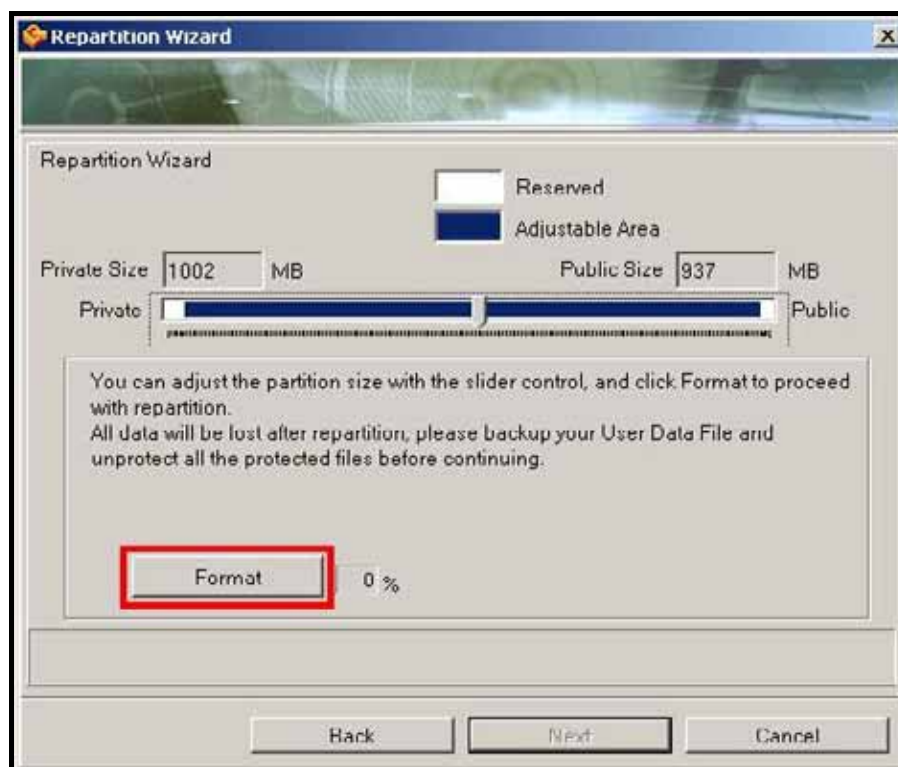 Repartition Wizard
Repartition Wizard
Reserved
Adjustable Area
Private Size 1002 MB Public Size 937 MB
Private Public
You can adjust the partition size with the slider control, and click Format to proceed
with repartition.
All data will be lost after repartition, please backup your User Data File and
unprotect all the protected files before continuing.
Format 0 %
Back Next Cancel